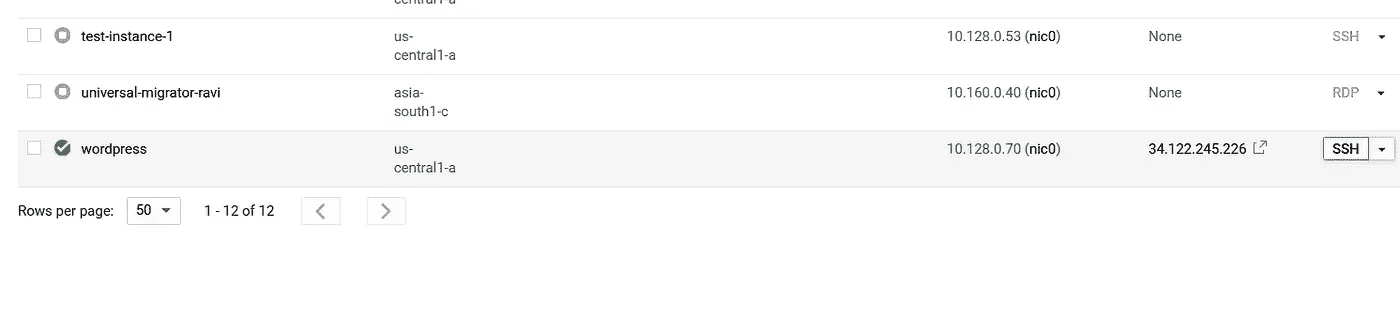 central1-a
test-instance-1 us- 10.128.0.53 (nic0) None SSH
central1-a
universal-migrator-ravi asia- 10.160.0.40 (nic0) None RDP
south1-c
wordpress us- 10.128.0.70 (nic0) 34.122.245.226 SSH
central1-a
Rows per page: 50 1 - 12 of 12